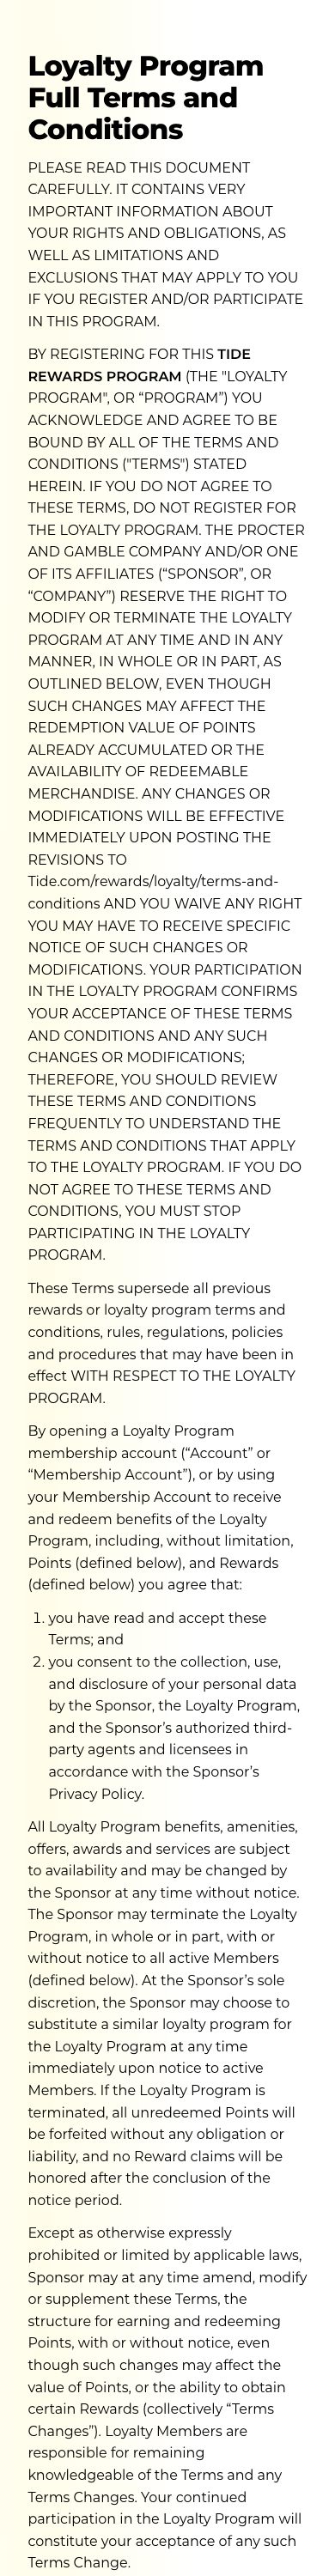 Loyalty Program
Full Terms and
Conditions
PLEASE READ THIS DOCUMENT
CAREFULLY. IT CONTAINS VERY
IMPORTANT INFORMATION ABOUT
YOUR RIGHTS AND OBLIGATIONS, AS
WELL AS LIMITATIONS AND
EXCLUSIONS THAT MAY APPLY TO YOU
IF YOU REGISTER AND/OR PARTICIPATE
IN THIS PROGRAM.
BY REGISTERING FOR THIS TIDE
REWARDS PROGRAM (THE "LOYALTY
PROGRAM", OR “PROGRAM”) YOU
ACKNOWLEDGE AND AGREE TO BE
BOUND BY ALL OF THE TERMS AND
CONDITIONS ("TERMS") STATED
HEREIN. IF YOU DO NOT AGREE TO
THESE TERMS, DO NOT REGISTER FOR
THE LOYALTY PROGRAM. THE PROCTER
AND GAMBLE COMPANY AND/OR ONE
OF ITS AFFILIATES (“SPONSOR”, OR
“COMPANY”) RESERVE THE RIGHT TO
MODIFY OR TERMINATE THE LOYALTY
PROGRAM AT ANY TIME AND IN ANY
MANNER, IN WHOLE OR IN PART, AS
OUTLINED BELOW, EVEN THOUGH
SUCH CHANGES MAY AFFECT THE
REDEMPTION VALUE OF POINTS
ALREADY ACCUMULATED OR THE
AVAILABILITY OF REDEEMABLE
MERCHANDISE. ANY CHANGES OR
MODIFICATIONS WILL BE EFFECTIVE
IMMEDIATELY UPON POSTING THE
REVISIONS TO
Tide.com/rewards/loyalty/terms-and-
conditions AND YOU WAIVE ANY RIGHT
YOU MAY HAVE TO RECEIVE SPECIFIC
NOTICE OF SUCH CHANGES OR
MODIFICATIONS. YOUR PARTICIPATION
IN THE LOYALTY PROGRAM CONFIRMS
YOUR ACCEPTANCE OF THESE TERMS
AND CONDITIONS AND ANY SUCH
CHANGES OR MODIFICATIONS;
THEREFORE, YOU SHOULD REVIEW
THESE TERMS AND CONDITIONS
FREQUENTLY TO UNDERSTAND THE
TERMS AND CONDITIONS THAT APPLY
TO THE LOYALTY PROGRAM. IF YOU DO
NOT AGREE TO THESE TERMS AND
CONDITIONS, YOU MUST STOP
PARTICIPATING IN THE LOYALTY
PROGRAM.
These Terms supersede all previous
rewards or loyalty program terms and
conditions, rules, regulations, policies
and procedures that may have been in
effect WITH RESPECT TO THE LOYALTY
PROGRAM.
By opening a Loyalty Program
membership account (“Account” or
“Membership Account”), or by using
your Membership Account to receive
and redeem benefits of the Loyalty
Program, including, without limitation,
Points (defined below), and Rewards
(defined below) you agree that:
1. you have read and accept these
Terms; and
2. you consent to the collection, use,
and disclosure of your personal data
by the Sponsor, the Loyalty Program,
and the Sponsor’s authorized third-
party agents and licensees in
accordance with the Sponsor’s
Privacy Policy.
All Loyalty Program benefits, amenities,
offers, awards and services are subject
to availability and may be changed by
the Sponsor at any time without notice.
The Sponsor may terminate the Loyalty
Program, in whole or in part, with or
without notice to all active Members
(defined below). At the Sponsor’s sole
discretion, the Sponsor may choose to
substitute a similar loyalty program for
the Loyalty Program at any time
immediately upon notice to active
Members. If the Loyalty Program is
terminated, all unredeemed Points will
be forfeited without any obligation or
liability, and no Reward claims will be
honored after the conclusion of the
notice period.
Except as otherwise expressly
prohibited or limited by applicable laws,
Sponsor may at any time amend, modify
or supplement these Terms, the
structure for earning and redeeming
Points, with or without notice, even
though such changes may affect the
value of Points, or the ability to obtain
certain Rewards (collectively “Terms
Changes”). Loyalty Members are
responsible for remaining
knowledgeable of the Terms and any
Terms Changes. Your continued
participation in the Loyalty Program will
constitute your acceptance of any such
Terms Change.